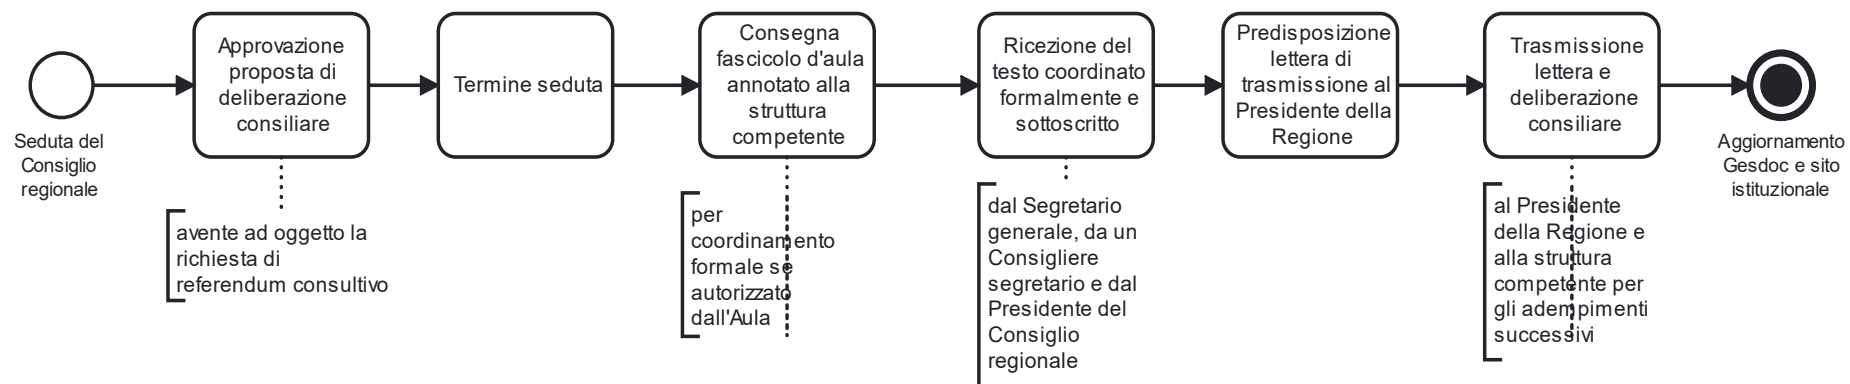 Seduta del
Consiglio
regionale
Approvazione
proposta di
deliberazione
consiliare
avente ad oggetto la
richiesta di
referendum consultivo
Termine seduta
Consegna
fascicolo d'aula
annotato alla
struttura
competente
per
coordinamento
formale se
autorizzato
dall'Aula
Ricezione del
testo coordinato
formalmente e
sottoscritto
dal Segretario
generale, da un
Consigliere
segretario e dal
Presidente del
Consiglio
regionale
Predisposizione
lettera di
trasmissione al
Presidente della
Regione
Trasmissione
lettera e
deliberazione
consiliare
al Presidente
della Regione e
alla struttura
competente per
gli adempimenti
successivi
Aggiornamento
Gesdoc e sito
istituzionale